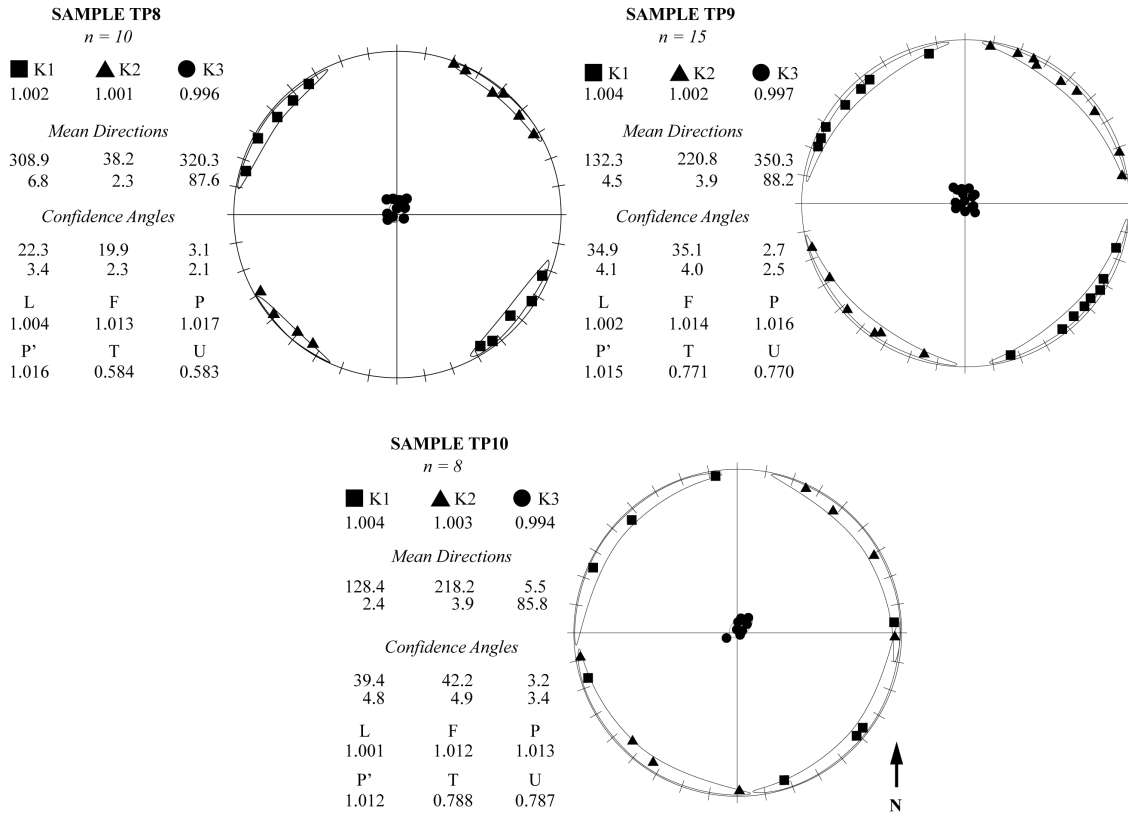 SAMPLE TP8
n = 10
K1 K2 K3
1.002 1.001 0.996
Mean Directions
308.9 38.2 320.3
6.8 2.3 87.6
Confidence Angles
22.3 19.9 3.1
3.4 2.3 2.1
L F P
1.004 1.013 1.017
P' T U
1.016 0.584 0.583
SAMPLE TP9
n = 15
K1 K2 K3
1.004 1.002 0.997
Mean Directions
132.3 220.8 350.3
4.5 3.9 88.2
Confidence Angles
34.9 35.1 2.7
4.1 4.0 2.5
L F P
1.002 1.014 1.016
P' T U
1.015 0.771 0.770
SAMPLE TP10
n = 8
K1 K2 K3
1.004 1.003 0.994
Mean Directions
128.4 218.2 5.5
2.4 3.9 85.8
Confidence Angles
39.4 42.2 3.2
4.8 4.9 3.4
L F P
1.001 1.012 1.013
P' T U
1.012 0.788 0.787
N